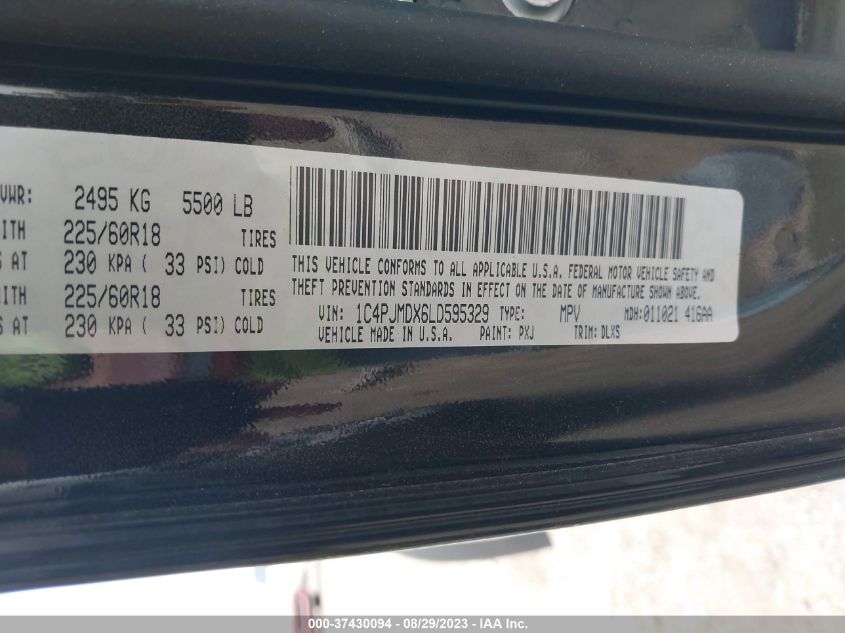 VWR: 2495 KG 5500 LB
ITH 225/60R18 TIRES
S AT 230 KPA ( 33 PSI) COLD
ITH 225/60R18 TIRES
S AT 230 KPA ( 33 PSI) COLD
THIS VEHICLE CONFORMS TO ALL APPLICABLE U.S.A. FEDERAL MOTOR VEHICLE SAFETY AND
THEFT PREVENTION STANDARDS IN EFFECT ON THE DATE OF MANUFACTURE SHOWN ABOVE.
VIN: 1C4PJMDX6LD595329 TYPE: MPV MDH:011021 416AA
VEHICLE MADE IN U.S.A. PAINT: PXJ TRIM: DLXS
000-37430094 - 08/29/2023 - IAA Inc.